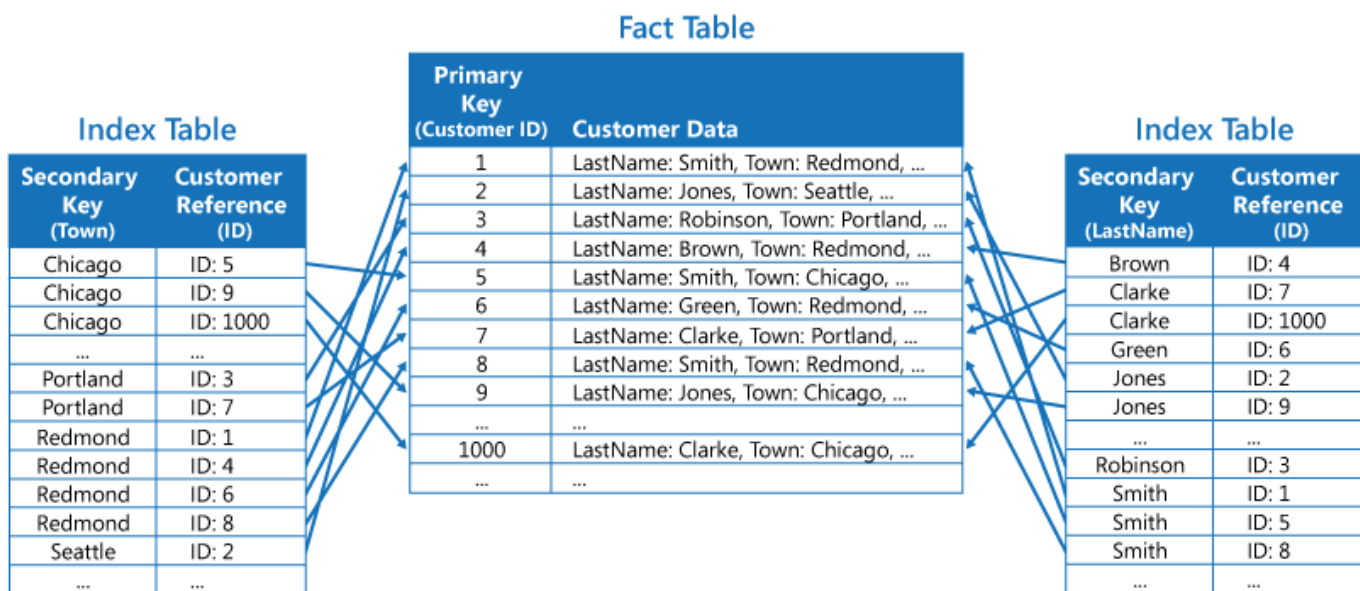 Fact Table
Primary
Key
(Customer ID) Customer Data
1 LastName: Smith, Town: Redmond, ...
2 LastName: Jones, Town: Seattle, ...
3 LastName: Robinson, Town: Portland, ...
4 LastName: Brown, Town: Redmond, ...
5 LastName: Smith, Town: Chicago, ...
6 LastName: Green, Town: Redmond, ...
7 LastName: Clarke, Town: Portland, ...
8 LastName: Smith, Town: Redmond, ...
9 LastName: Jones, Town: Chicago, ...
... ...
1000 LastName: Clarke, Town: Chicago, ...
... ...
Index Table
Secondary Customer
Key Reference
(Town) (ID)
Chicago ID: 5
Chicago ID: 9
Chicago ID: 1000
... ...
Portland ID: 3
Portland ID: 7
Redmond ID: 1
Redmond ID: 4
Redmond ID: 6
Redmond ID: 8
Seattle ID: 2
... ...
Index Table
Secondary Customer
Key Reference
(LastName) (ID)
Brown ID: 4
Clarke ID: 7
Clarke ID: 1000
Green ID: 6
Jones ID: 2
Jones ID: 9
... ...
Robinson ID: 3
Smith ID: 1
Smith ID: 5
Smith ID: 8
... ...